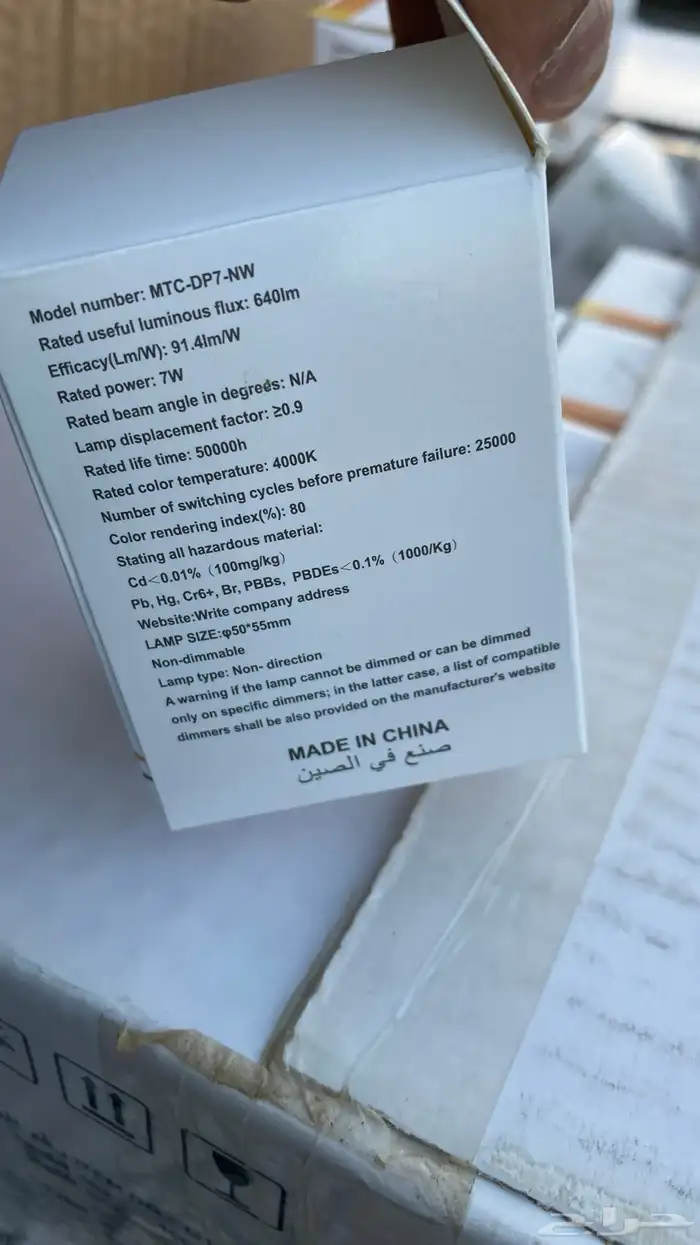 Model number: MTC-DP7-NW
Rated useful luminous flux: 640lm
Efficacy(Lm/W): 91.4lm/W
Rated power: 7W
Rated beam angle in degrees: N/A
Lamp displacement factor: ≥0.9
Rated life time: 50000h
Rated color temperature: 4000K
Number of switching cycles before premature failure: 25000
Color rendering index(%): 80
Stating all hazardous material:
Cd<0.01%（100mg/kg）
Pb, Hg, Cr6+, Br, PBBs, PBDEs<0.1%（1000/Kg）
Website:Write company address
LAMP SIZE:φ50*55mm
Non-dimmable
Lamp type: Non- direction
A warning if the lamp cannot be dimmed or can be dimmed
only on specific dimmers; in the latter case, a list of compatible
dimmers shall be also provided on the manufacturer's website
MADE IN CHINA
صنع في الصين
حراج